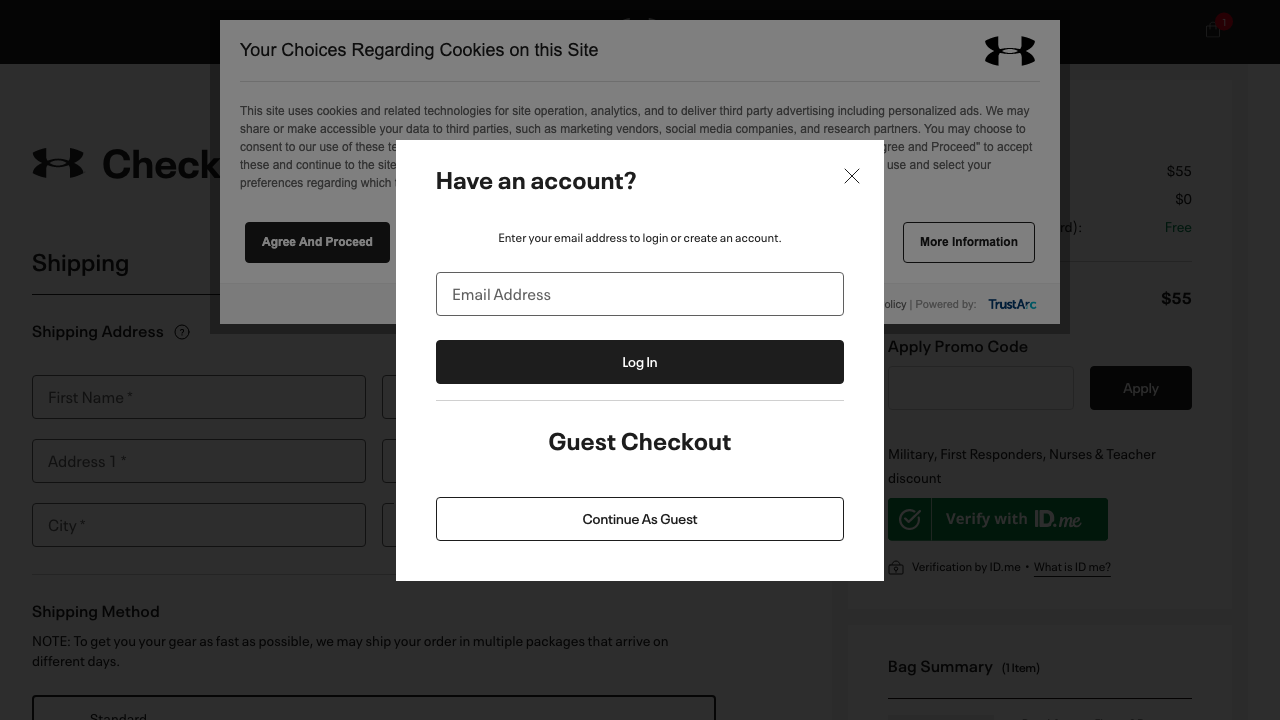 1
Your Choices Regarding Cookies on this Site
This site uses cookies and related technologies for site operation, analytics, and to deliver third party advertising including personalized ads. We may
share or make accessible your data to third parties, such as marketing vendors, social media companies, and research partners. You may choose to
consent to our use of these gree and Proceed" to accept
these and continue to the site use and select your
preferences regarding which
Agree And Proceed
More Information
olicy | Powered by: TrustArc
Have an account?
Enter your email address to login or create an account.
Email Address
Log In
Guest Checkout
Continue As Guest
Check
Shipping
Shipping Address ?
First Name *
Address 1 *
City *
Shipping Method
NOTE: To get you your gear as fast as possible, we may ship your order in multiple packages that arrive on
different days.
Standard
$55
$0
rd): Free
$55
Apply Promo Code
Apply
Military, First Responders, Nurses & Teacher
discount
Verify with ID.me
Verification by ID.me • What is ID me?
Bag Summary (1 Item)